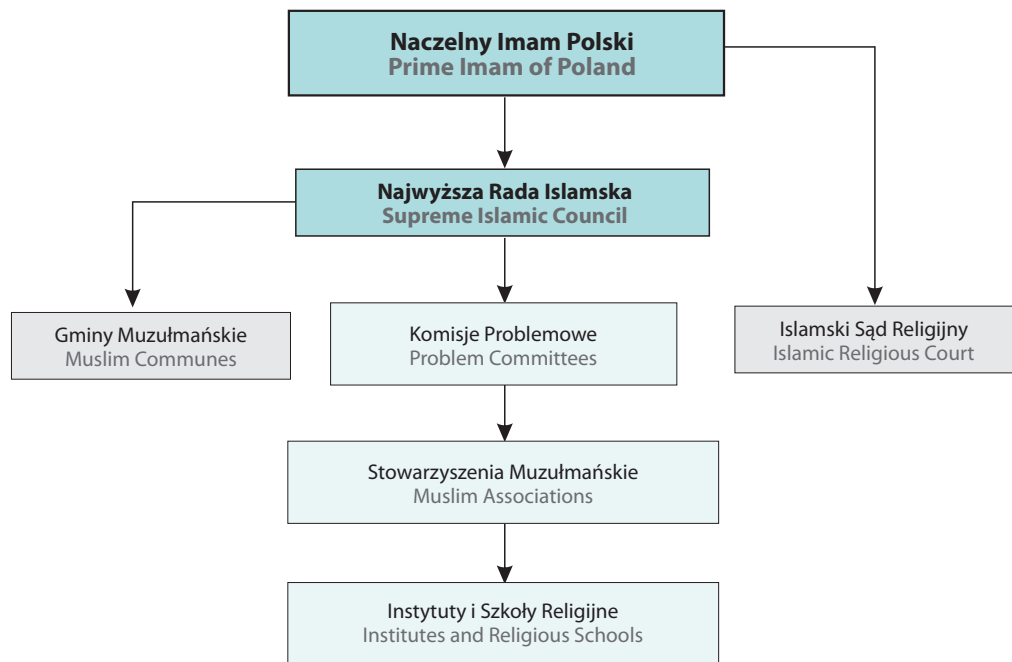 Naczelny Imam Polski
Prime Imam of Poland
Najwyższa Rada Islamska
Supreme Islamic Council
Gminy Muzułmańskie
Muslim Communes
Komisje Problemowe
Problem Committees
Islamski Sąd Religijny
Islamic Religious Court
Stowarzyszenia Muzułmańskie
Muslim Associations
Instytuty i Szkoły Religijne
Institutes and Religious Schools